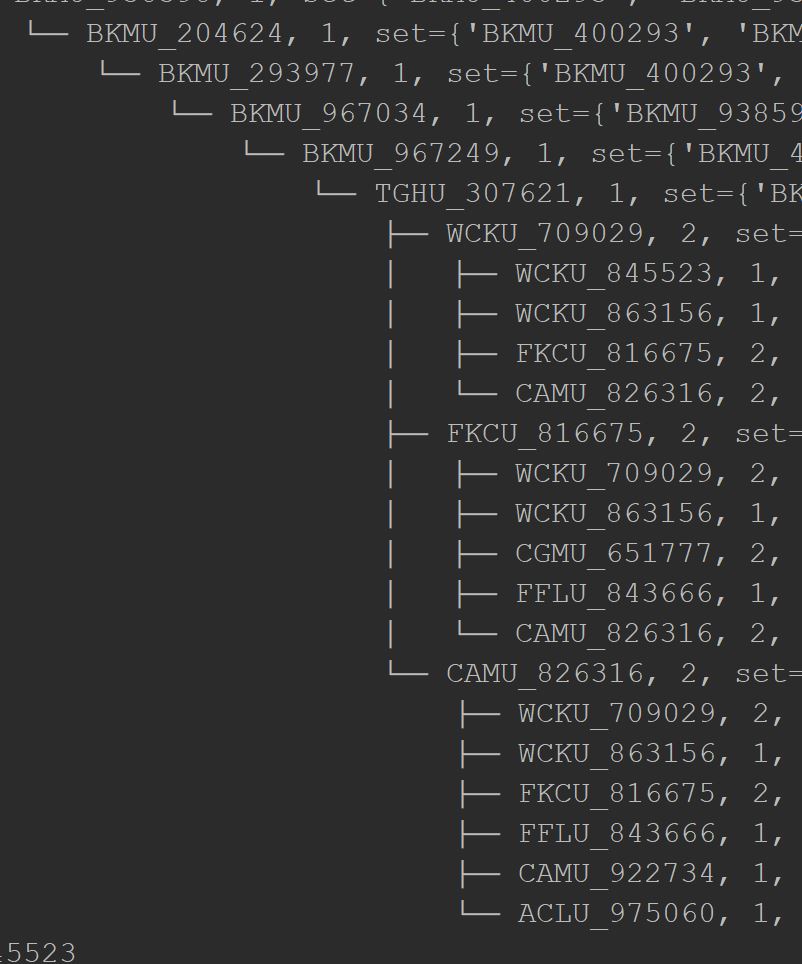 └── BKMU_204624, 1, set={'BKMU_400293', 'BKM
└── BKMU_293977, 1, set={'BKMU_400293',
└── BKMU_967034, 1, set={'BKMU_93859
└── BKMU_967249, 1, set={'BKMU_4
└── TGHU_307621, 1, set={'BK
├── WCKU_709029, 2, set=
│   ├── WCKU_845523, 1,
│   ├── WCKU_863156, 1,
│   ├── FKCU_816675, 2,
│   └── CAMU_826316, 2,
├── FKCU_816675, 2, set=
│   ├── WCKU_709029, 2,
│   ├── WCKU_863156, 1,
│   ├── CGMU_651777, 2,
│   ├── FFLU_843666, 1,
│   └── CAMU_826316, 2,
└── CAMU_826316, 2, set=
├── WCKU_709029, 2,
├── WCKU_863156, 1,
├── FKCU_816675, 2,
├── FFLU_843666, 1,
├── CAMU_922734, 1,
└── ACLU_975060, 1,
5523